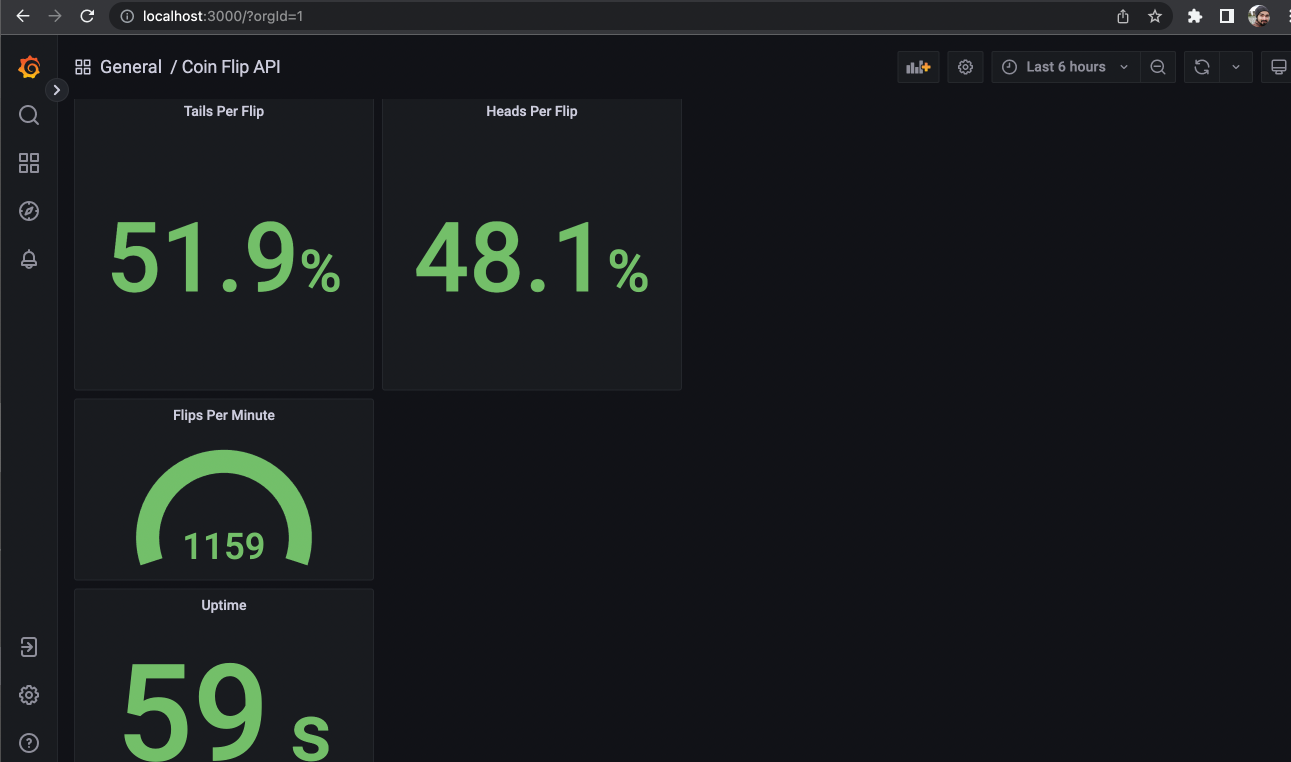 localhost:3000/?orgId=1
General / Coin Flip API
Last 6 hours
Tails Per Flip
Heads Per Flip
51.9%
48.1%
Flips Per Minute
1159
Uptime
59 s